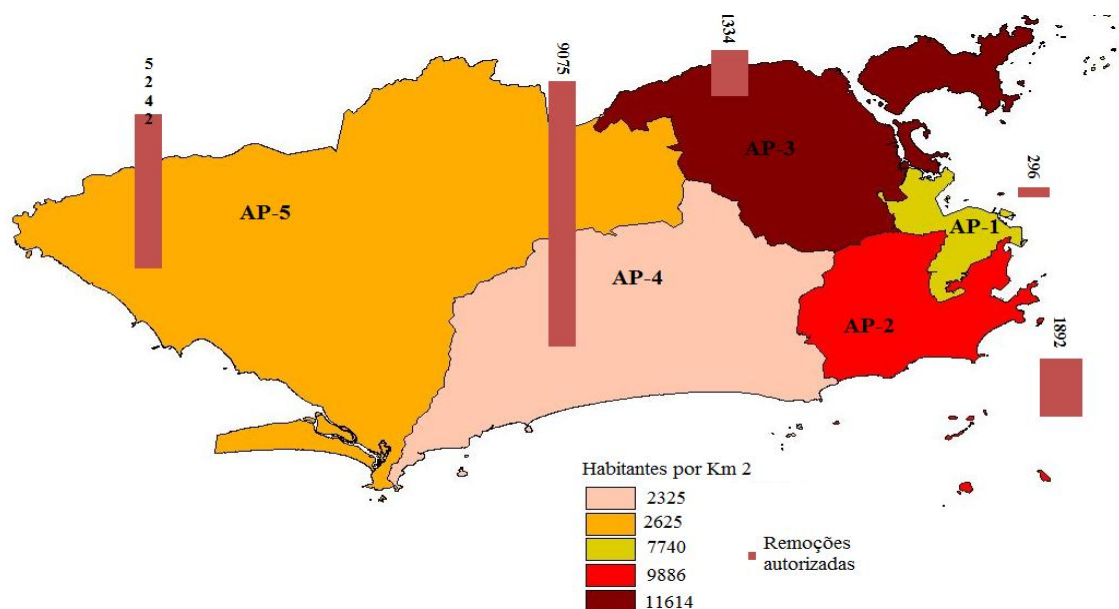 1334
9075
5
2
4
2
AP-3
296
AP-5
AP-1
AP-4
AP-2
1892
Habitantes por Km 2
2325
2625
7740
9886
11614
Remoções
autorizadas